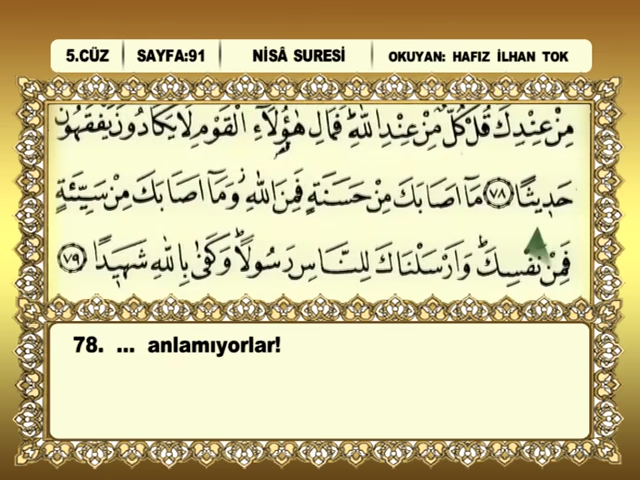 5.CÜZ SAYFA:91 NİSÂ SURESİ OKUYAN: HAFIZ İLHAN TOK
مِنْ عِنْدِكَ قُلْ كُلٌّ مِنْ عِنْدِ اللّٰهِ فَمَالِ هٰٓؤُ۬لَٓاءِ الْقَوْمِ لَا يَكَادُونَ يَفْقَهُونَ
حَد۪يثًا ﴿٧٨﴾ مَٓا اَصَابَكَ مِنْ حَسَنَةٍ فَمِنَ اللّٰهِ وَمَٓا اَصَابَكَ مِنْ سَيِّئَةٍ
فَمِنْ نَفْسِكَ وَاَرْسَلْنَاكَ لِلنَّاسِ رَسُولًا وَكَفٰى بِاللّٰهِ شَه۪يدًا ﴿٧٩﴾
78. ... anlamıyorlar!